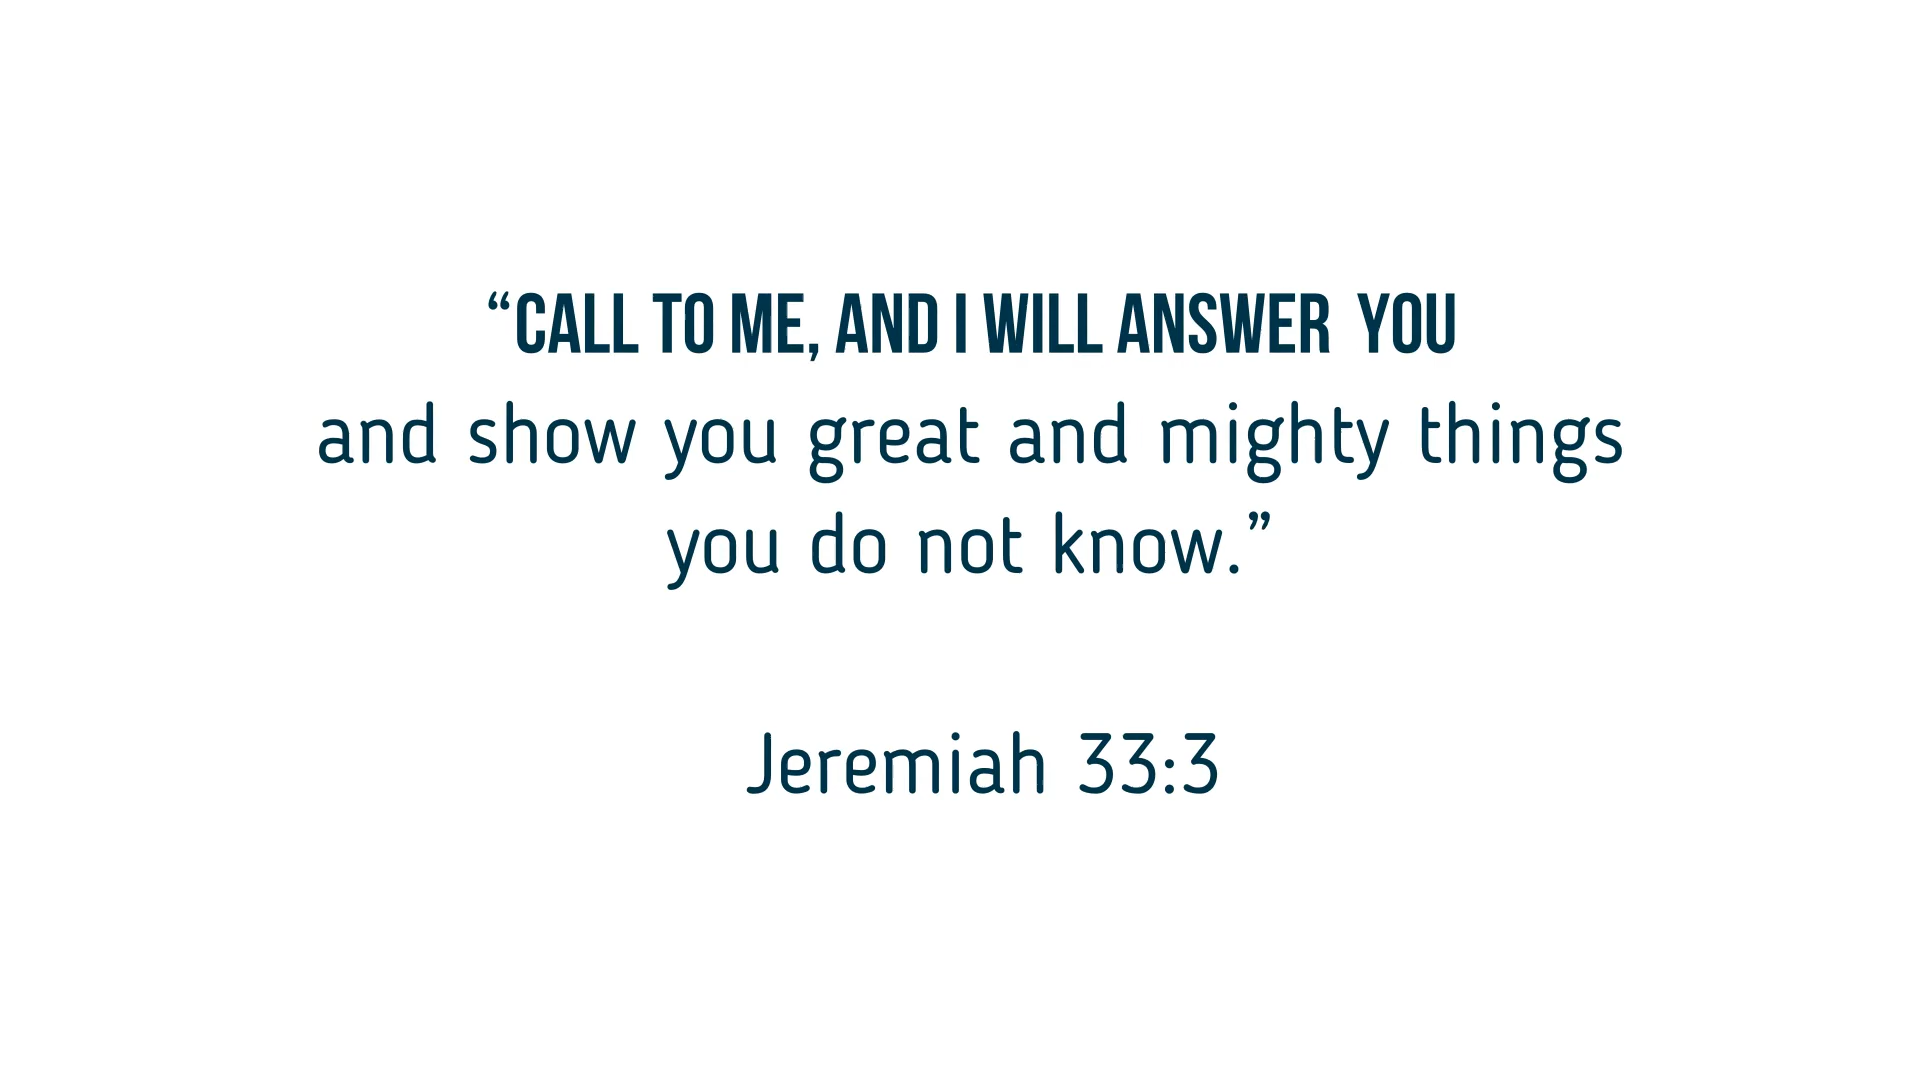 “CALL TO ME, AND I WILL ANSWER YOU
and show you great and mighty things
you do not know.”
Jeremiah 33:3